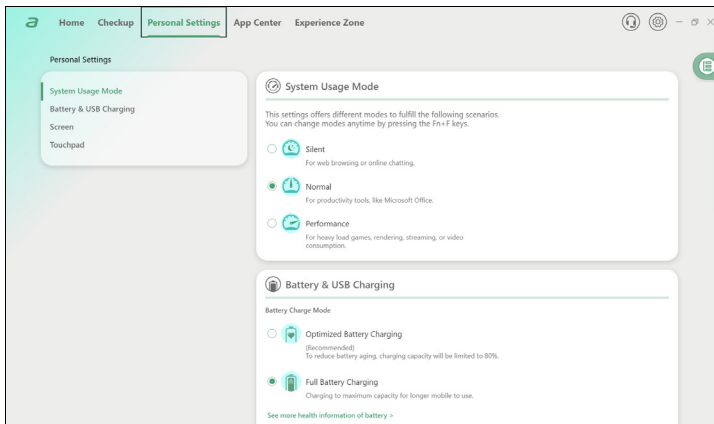 a Home Checkup Personal Settings App Center Experience Zone
Personal Settings
System Usage Mode
Battery & USB Charging
Screen
Touchpad
System Usage Mode
This settings offers different modes to fulfill the following scenarios.
You can change modes anytime by pressing the Fn+F keys.
Silent
For web browsing or online chatting.
Normal
For productivity tools, like Microsoft Office.
Performance
For heavy load games, rendering, streaming, or video
consumption.
Battery & USB Charging
Battery Charge Mode
Optimized Battery Charging
(Recommended)
To reduce battery aging, charging capacity will be limited to 80%.
Full Battery Charging
Charging to maximum capacity for longer mobile to use.
See more health information of battery >